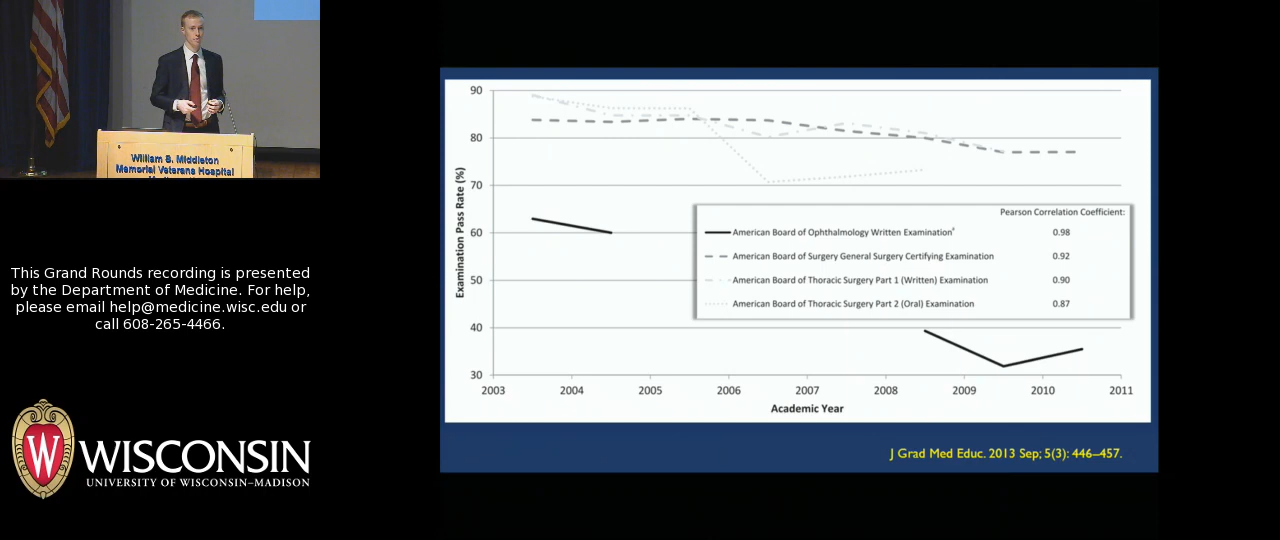 William S. Middleton
Memorial Veterans Hospital
This Grand Rounds recording is presented
by the Department of Medicine. For help,
please email help@medicine.wisc.edu or
call 608-265-4466.
W
WISCONSIN
UNIVERSITY OF WISCONSIN–MADISON
90
80
70
60
50
40
30
Examination Pass Rate (%)
Pearson Correlation Coefficient:
American Board of Ophthalmology Written Examination 0.98
American Board of Surgery General Surgery Certifying Examination 0.92
American Board of Thoracic Surgery Part 1 (Written) Examination 0.90
American Board of Thoracic Surgery Part 2 (Oral) Examination 0.87
2003 2004 2005 2006 2007 2008 2009 2010 2011
Academic Year
J Grad Med Educ. 2013 Sep; 5(3): 446–457.